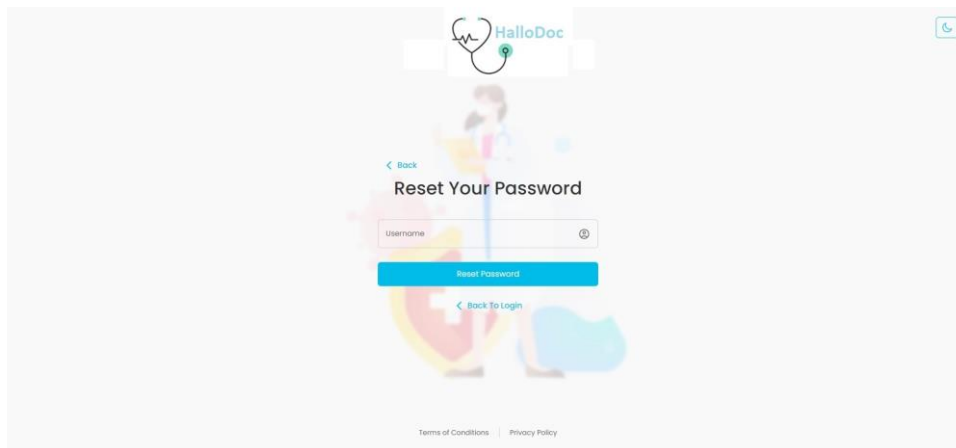 HalloDoc
Back
Reset Your Password
Username
Reset Password
Back To Login
Terms of Conditions | Privacy Policy